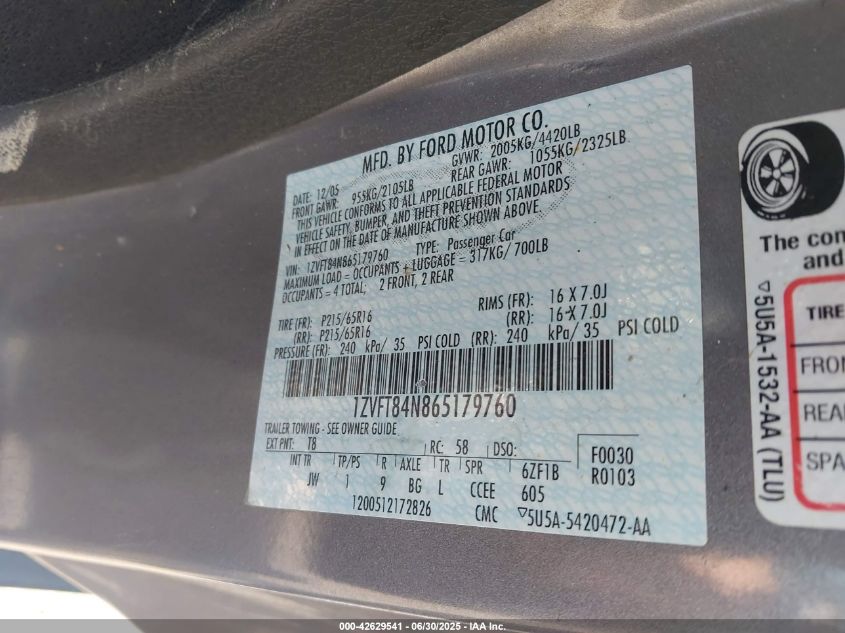 MFD. BY FORD MOTOR CO.
DATE: 12/05 GVWR: 2005KG/4420LB
FRONT GAWR: 955KG/2105LB REAR GAWR: 1055KG/2325LB
THIS VEHICLE CONFORMS TO ALL APPLICABLE FEDERAL MOTOR
VEHICLE SAFETY, BUMPER, AND THEFT PREVENTION STANDARDS
IN EFFECT ON THE DATE OF MANUFACTURE SHOWN ABOVE.
VIN: 1ZVFT84N865179760 TYPE: Passenger Car
MAXIMUM LOAD = OCCUPANTS + LUGGAGE = 317KG/700LB
OCCUPANTS = 4 TOTAL; 2 FRONT, 2 REAR
TIRE (FR): P215/65R16 RIMS (FR): 16 X 7.0J
(RR): P215/65R16 (RR): 16 X 7.0J
PRESSURE (FR): 240 kPa/ 35 PSI COLD (RR): 240 kPa/ 35 PSI COLD
1ZVFT84N865179760
TRAILER TOWING - SEE OWNER GUIDE
EXT PNT: T8 RC: 58 DSO: F0030
INT TR TP/PS R AXLE TR SPR 6ZF1B R0103
JW 1 9 BG L CCEE 605
1200512172826 CMC ▽5U5A-5420472-AA
The con
and
▽5U5A-1532-AA (TLU)
TIRE
FRON
REA
SPA
000-42629541 - 06/30/2025 - IAA Inc.